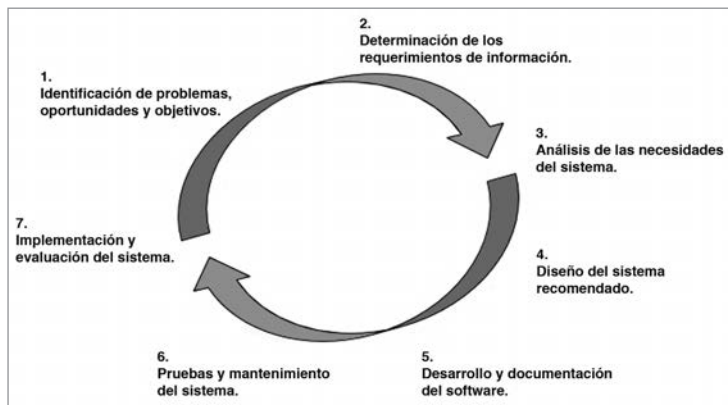 1.
Identificación de problemas,
oportunidades y objetivos.
2.
Determinación de los
requerimientos de información.
3.
Análisis de las necesidades
del sistema.
4.
Diseño del sistema
recomendado.
5.
Desarrollo y documentación
del software.
6.
Pruebas y mantenimiento
del sistema.
7.
Implementación y
evaluación del sistema.